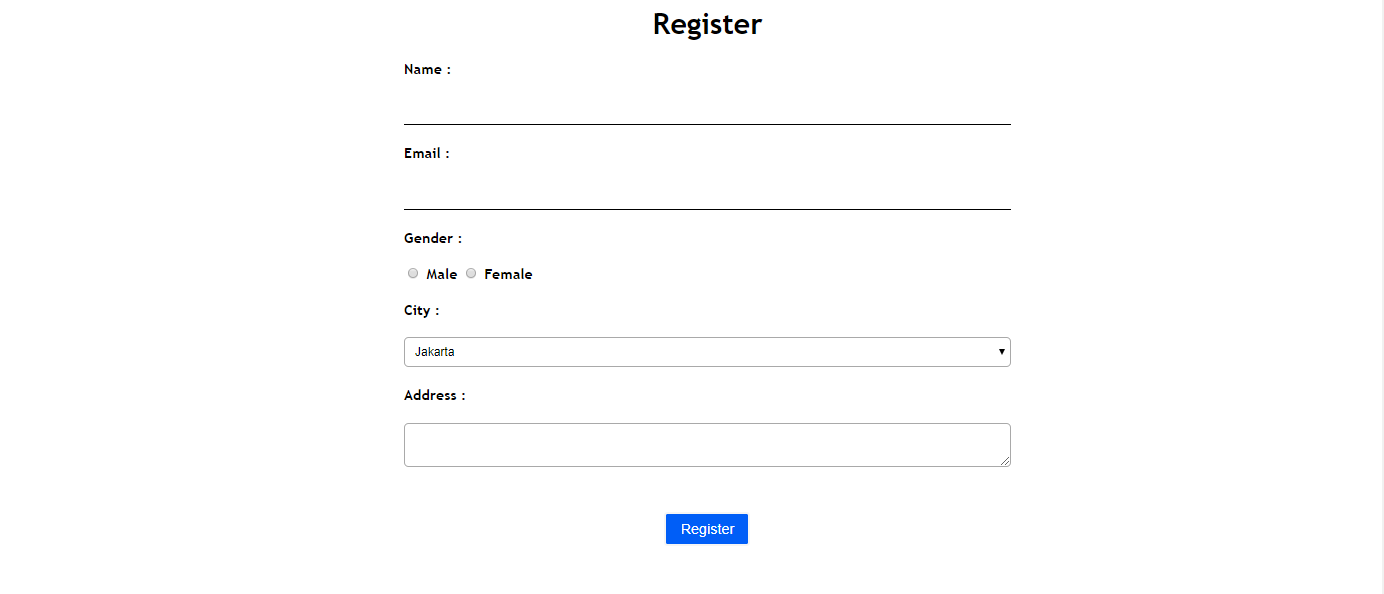 Register
Name :
Email :
Gender :
Male Female
City :
Jakarta
Address :
Register